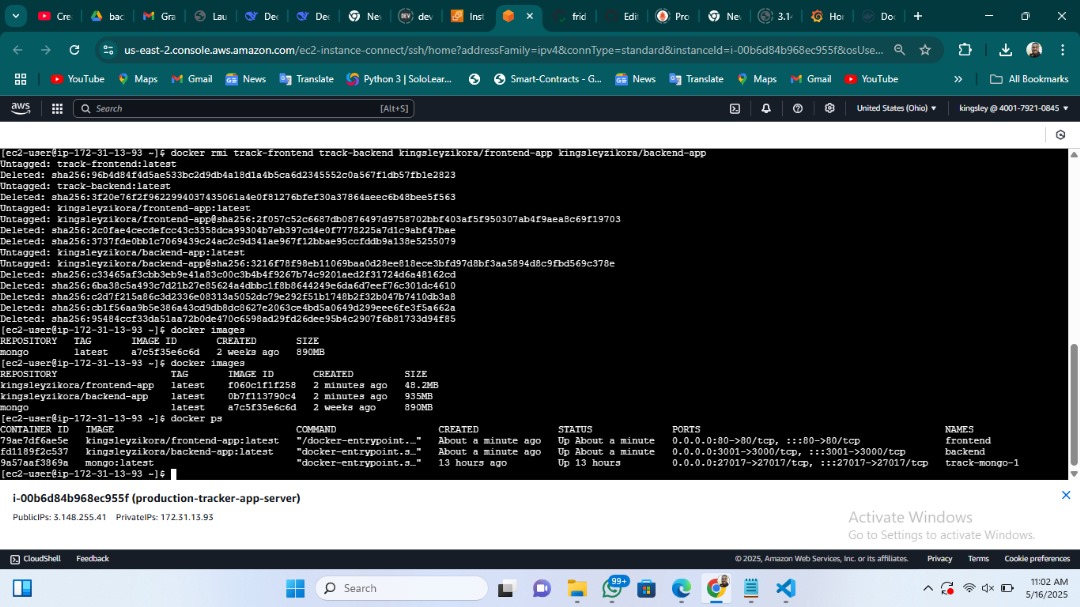 Cre
bac
Gra
Lau
Dee
Dee
Ne
dev
Inst
frid
Edi
Pro
Ne
3.1
Ho
Do
us-east-2.console.aws.amazon.com/ec2-instance-connect/ssh/home?addressFamily=ipv4&connType=standard&instanceId=i-00b6d84b968ec955f&osUse...
YouTube Maps Gmail News Translate Python 3 | SoloLear... Smart-Contracts - G... News Translate Maps Gmail YouTube » All Bookmarks
aws Search [Alt+S] United States (Ohio) kingsley @ 4001-7921-0845
[ec2-user@ip-172-31-13-93 ~]$ docker rmi track-frontend track-backend kingsleyzikora/frontend-app kingsleyzikora/backend-app
Untagged: track-frontend:latest
Deleted: sha256:96b4d84f4d5ae533bc2d9db4a18d1a4b5ca6d2345552c0a567f1db57fb1e2823
Untagged: track-backend:latest
Deleted: sha256:3f20e76f2f9622994037435061a4e0f81276bfef30a37864aeec6b48bee5f563
Untagged: kingsleyzikora/frontend-app:latest
Untagged: kingsleyzikora/frontend-app@sha256:2f057c52c6687db0876497d9758702bbf403af5f950307ab4f9aea8c69f19703
Deleted: sha256:2c0fae4cecdefcc43c3358dca99304b7eb397cd4e0f7778225a7d1c9abf47bae
Deleted: sha256:3737fde0bb1c7069439c24ac2c9d341ae967f12bbae95ccfddb9a138e5255079
Untagged: kingsleyzikora/backend-app:latest
Untagged: kingsleyzikora/backend-app@sha256:3216f78f98eb11069baa0d28ee818ece3bfd97d8bf3aa5894d8c9fbd569c378e
Deleted: sha256:c33465af3cbb3eb9e41a83c00c3b4b4f9267b74c9201aed2f31724d6a48162cd
Deleted: sha256:6ba38c5a493c7d21b27e85624a4dbbc1f8b8644249e6da6d7eef76c301dc4610
Deleted: sha256:c2d7f215a86c3d2336e08313a5052dc79e292f51b1748b2f32b047b7410db3a8
Deleted: sha256:cb1f56aa9b5e386a43cd9db8dc8627e2063ce4bd5a0649d299eee6fe3f5a662a
Deleted: sha256:95484ccf33da51aa72b0de470c6598ad29fd26dee95b4c2907f6b81733d94f85
[ec2-user@ip-172-31-13-93 ~]$ docker images
REPOSITORY TAG IMAGE ID CREATED SIZE
mongo latest a7c5f35e6c6d 2 weeks ago 890MB
[ec2-user@ip-172-31-13-93 ~]$ docker images
REPOSITORY TAG IMAGE ID CREATED SIZE
kingsleyzikora/frontend-app latest f060c1f1f258 2 minutes ago 48.2MB
kingsleyzikora/backend-app latest 0b7f113790c4 2 minutes ago 935MB
mongo latest a7c5f35e6c6d 2 weeks ago 890MB
[ec2-user@ip-172-31-13-93 ~]$ docker ps
CONTAINER ID IMAGE COMMAND CREATED STATUS PORTS NAMES
79ae7df6ae5e kingsleyzikora/frontend-app:latest "/docker-entrypoint.…" About a minute ago Up About a minute 0.0.0.0:80->80/tcp, :::80->80/tcp frontend
fd1189f2c537 kingsleyzikora/backend-app:latest "docker-entrypoint.s…" About a minute ago Up About a minute 0.0.0.0:3001->3000/tcp, :::3001->3000/tcp backend
9a57aaf3869a mongo:latest "docker-entrypoint.s…" 13 hours ago Up 13 hours 0.0.0.0:27017->27017/tcp, :::27017->27017/tcp track-mongo-1
[ec2-user@ip-172-31-13-93 ~]$
i-00b6d84b968ec955f (production-tracker-app-server)
PublicIPs: 3.148.255.41 PrivateIPs: 172.31.13.93
Activate Windows
Go to Settings to activate Windows.
CloudShell Feedback © 2025, Amazon Web Services, Inc. or its affiliates. Privacy Terms Cookie preferences
Search 99+ 11:02 AM
5/16/2025